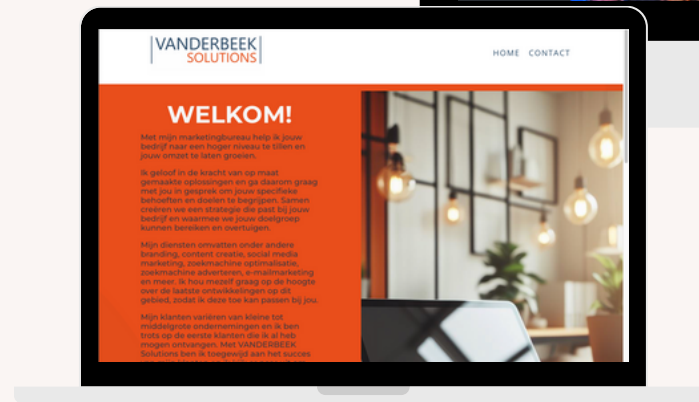 VANDERBEEK
SOLUTIONS
HOME CONTACT
WELKOM!
Met mijn marketingbureau help ik jouw
bedrijf naar een hoger niveau te tillen en
jouw omzet te laten groeien.
Ik geloof in de kracht van op maat
gemaakte oplossingen en ga daarom graag
met jou in gesprek om jouw specifieke
behoeften en doelen te begrijpen. Samen
creëren we een strategie die past bij jouw
bedrijf en waarmee we jouw doelgroep
kunnen bereiken en overtuigen.
Mijn diensten omvatten onder andere
branding, content creatie, social media
marketing, zoekmachine optimalisatie,
zoekmachine adverteren, e-mailmarketing
en meer. Ik hou mezelf graag op de hoogte
over de laatste ontwikkelingen op dit
gebied, zodat ik deze toe kan passen bij jou.
Mijn klanten variëren van kleine tot
middelgrote ondernemingen en ik ben
trots op de eerste klanten die ik al heb
mogen ontvangen. Met VANDERBEEK
Solutions ben ik toegewijd aan het succes